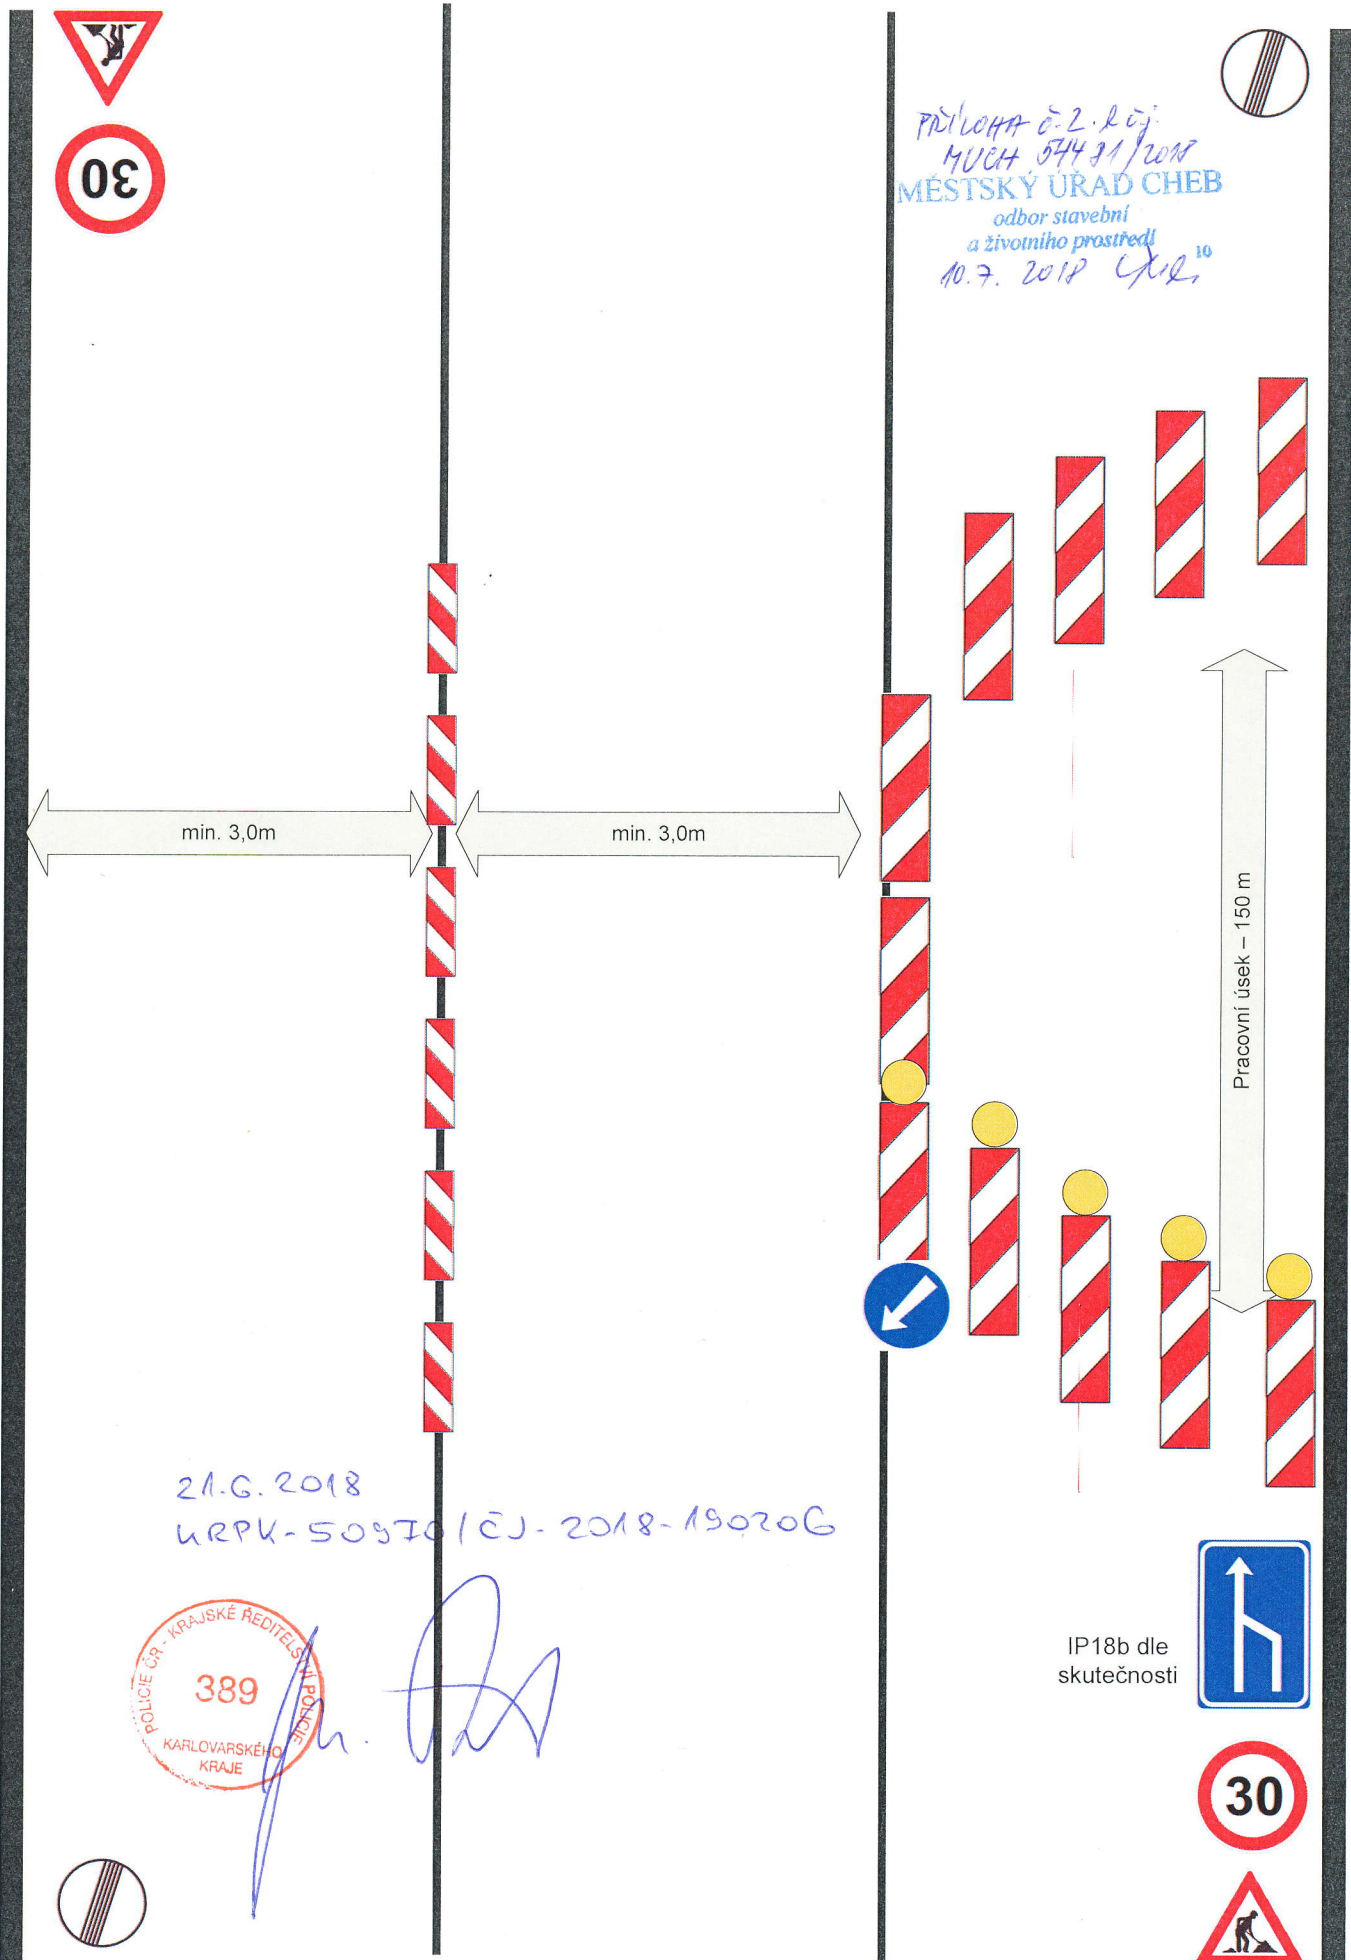 30
PŘÍLOHA č. 2. k čj.
MUCH 54481/2018
MĚSTSKÝ ÚŘAD CHEB
odbor stavební
a životního prostředí
10
10.7. 2018
min. 3,0m
min. 3,0m
Pracovní úsek – 150 m
21.6.2018
KRPK-50970/ČJ-2018-190206
POLICIE ČR - KRAJSKÉ ŘEDITELSTVÍ POLICIE
389
KARLOVARSKÉHO
KRAJE
IP18b dle
skutečnosti
30